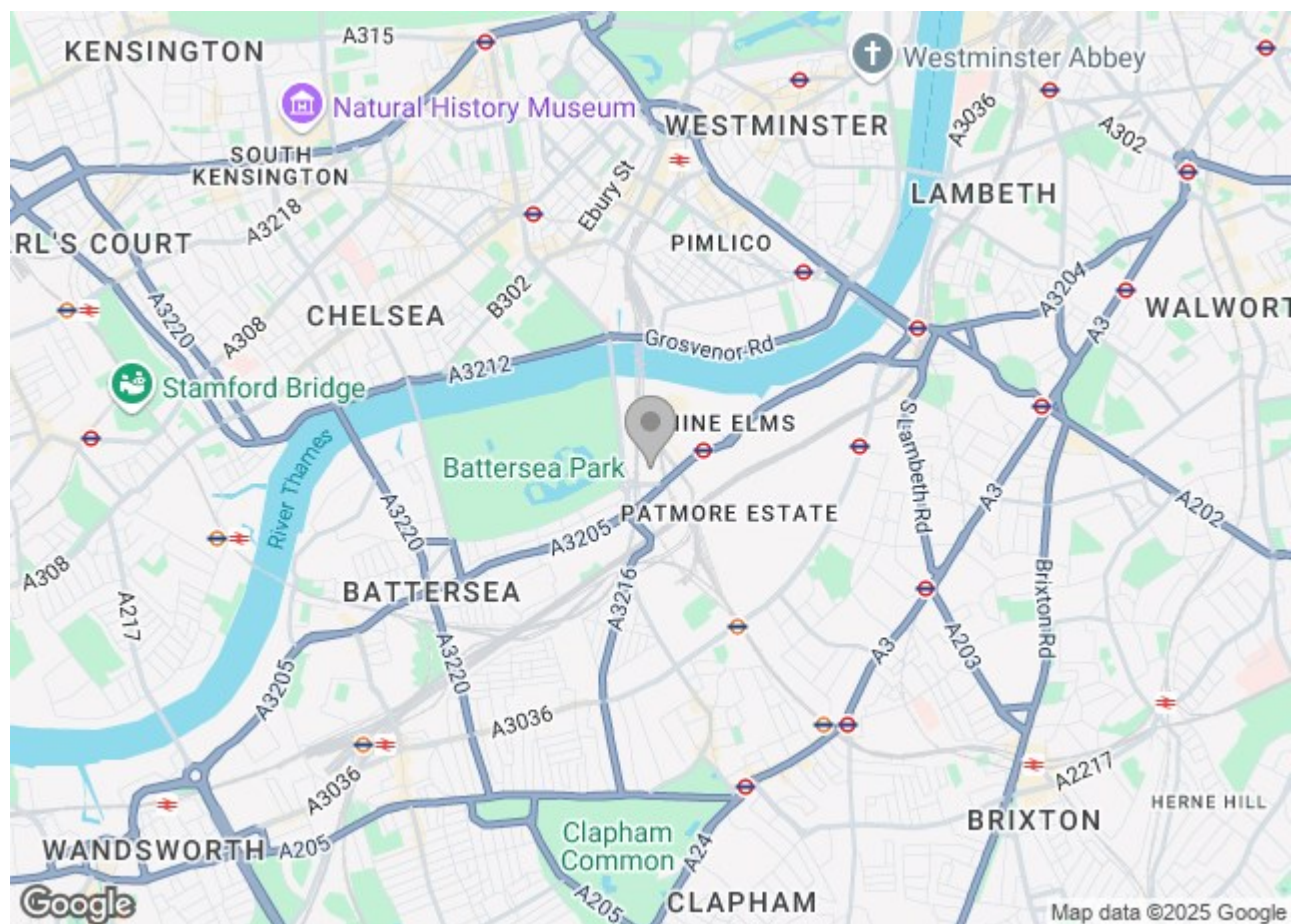 KENSINGTON
A315
Westminster Abbey
Natural History Museum
WESTMINSTER
A3036
A302
SOUTH
KENSINGTON
Ebury St
LAMBETH
A3218
RL'S COURT
PIMLICO
B302
A3204
A3220
A308
CHELSEA
A3
WALWORT
Grosvenor Rd
A3212
Stamford Bridge
NINE ELMS
S Lambeth Rd
River Thames
Battersea Park
A3
A3220
PATMORE ESTATE
A202
A3205
A308
A217
BATTERSEA
A3216
Brixton Rd
A3220
A3
A203
A3205
A3036
A3036
A2217
HERNE HILL
BRIXTON
WANDSWORTH
A205
Clapham
Common
A24
A205
CLAPHAM
Google
Map data ©2025 Google